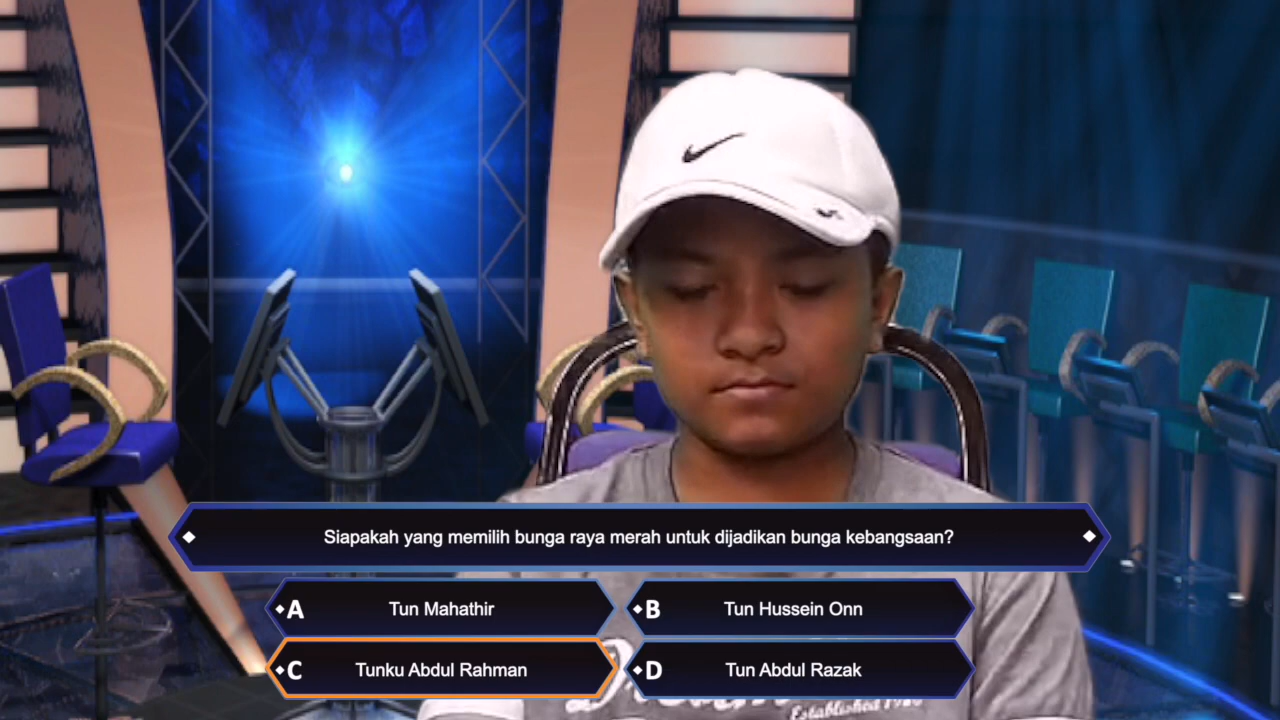 Siapakah yang memilih bunga raya merah untuk dijadikan bunga kebangsaan?
A Tun Mahathir
B Tun Hussein Onn
C Tunku Abdul Rahman
D Tun Abdul Razak
Established